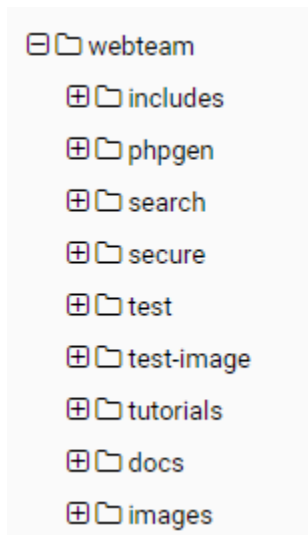 webteam
includes
phpgen
search
secure
test
test-image
tutorials
docs
images